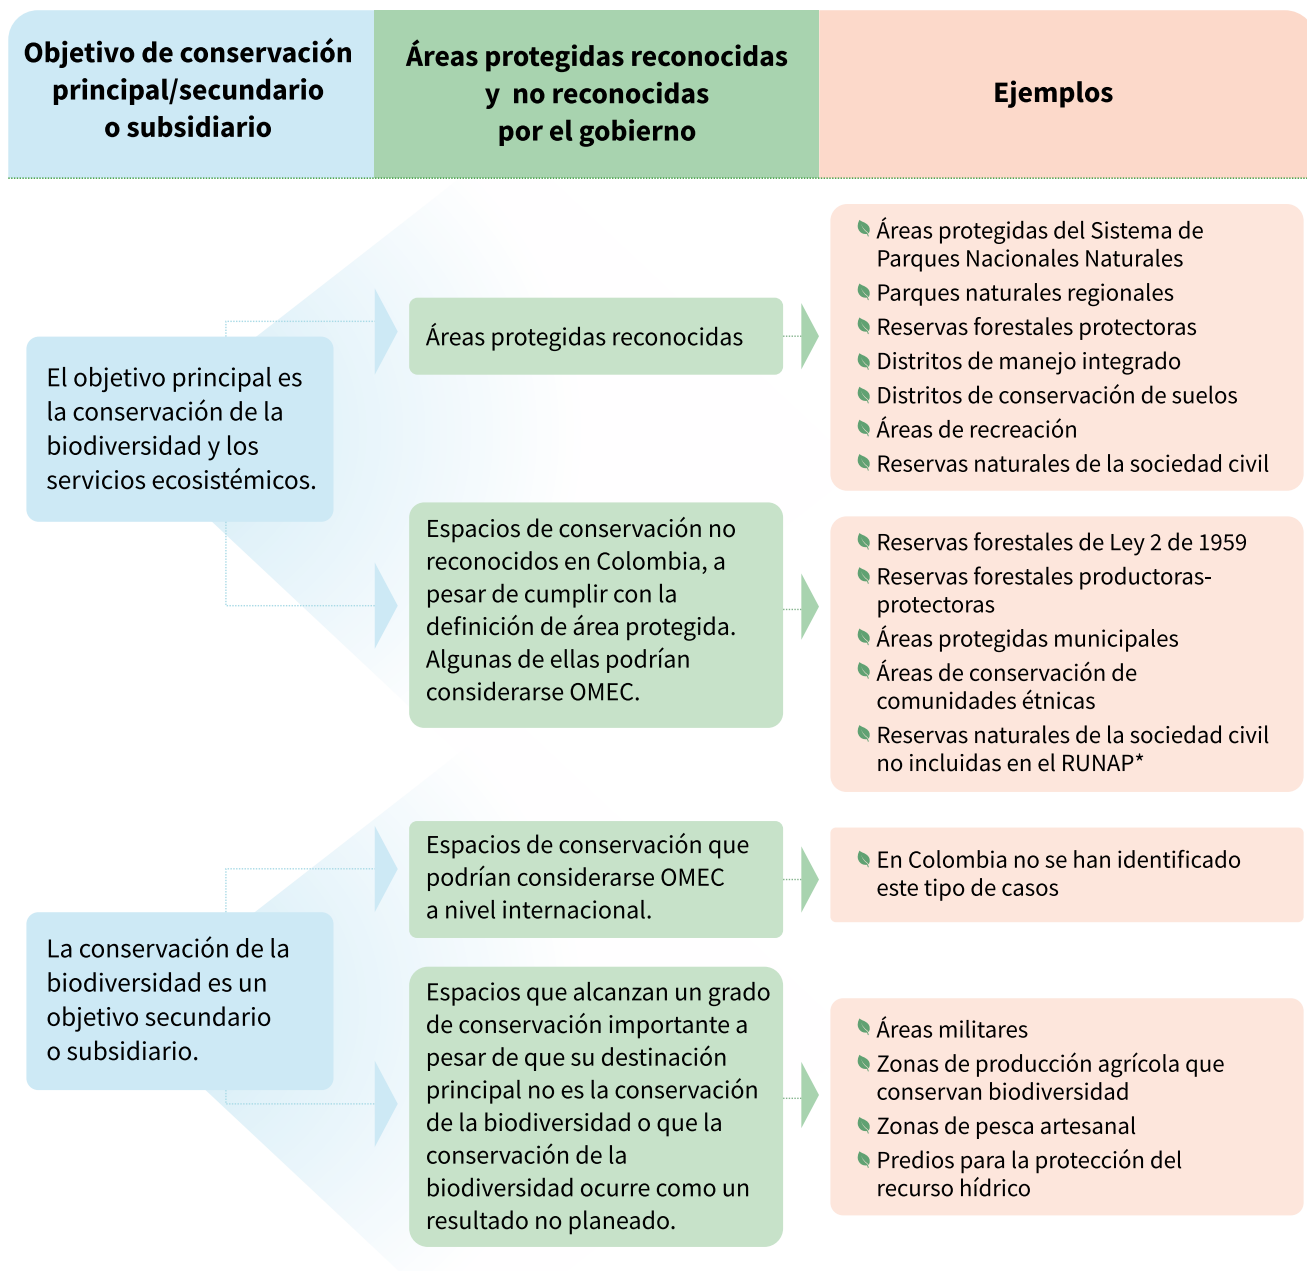 Objetivo de conservación
principal/secundario
o subsidiario
Áreas protegidas reconocidas
y no reconocidas
por el gobierno
Ejemplos
El objetivo principal es
la conservación de la
biodiversidad y los
servicios ecosistémicos.
Áreas protegidas reconocidas
Áreas protegidas del Sistema de
Parques Nacionales Naturales
Parques naturales regionales
Reservas forestales protectoras
Distritos de manejo integrado
Distritos de conservación de suelos
Áreas de recreación
Reservas naturales de la sociedad civil
Espacios de conservación no
reconocidos en Colombia, a
pesar de cumplir con la
definición de área protegida.
Algunas de ellas podrían
considerarse OMEC.
Reservas forestales de Ley 2 de 1959
Reservas forestales productoras-
protectoras
Áreas protegidas municipales
Áreas de conservación de
comunidades étnicas
Reservas naturales de la sociedad civil
no incluidas en el RUNAP*
La conservación de la
biodiversidad es un
objetivo secundario
o subsidiario.
Espacios de conservación que
podrían considerarse OMEC
a nivel internacional.
En Colombia no se han identificado
este tipo de casos
Espacios que alcanzan un grado
de conservación importante a
pesar de que su destinación
principal no es la conservación
de la biodiversidad o que la
conservación de la
biodiversidad ocurre como un
resultado no planeado.
Áreas militares
Zonas de producción agrícola que
conservan biodiversidad
Zonas de pesca artesanal
Predios para la protección del
recurso hídrico